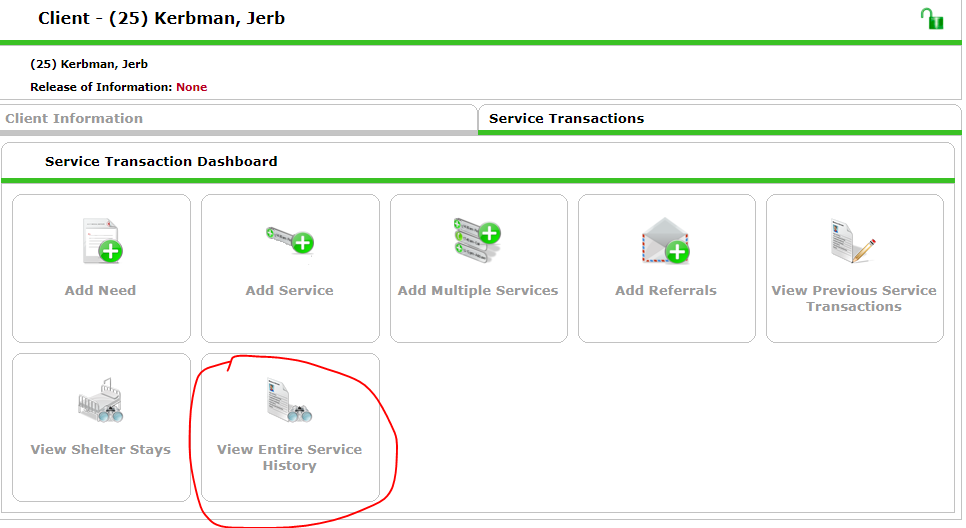 Client - (25) Kerbman, Jerb
(25) Kerbman, Jerb
Release of Information: None
Client Information
Service Transactions
Service Transaction Dashboard
Add Need
Add Service
Add Multiple Services
Add Referrals
View Previous Service
Transactions
View Shelter Stays
View Entire Service
History